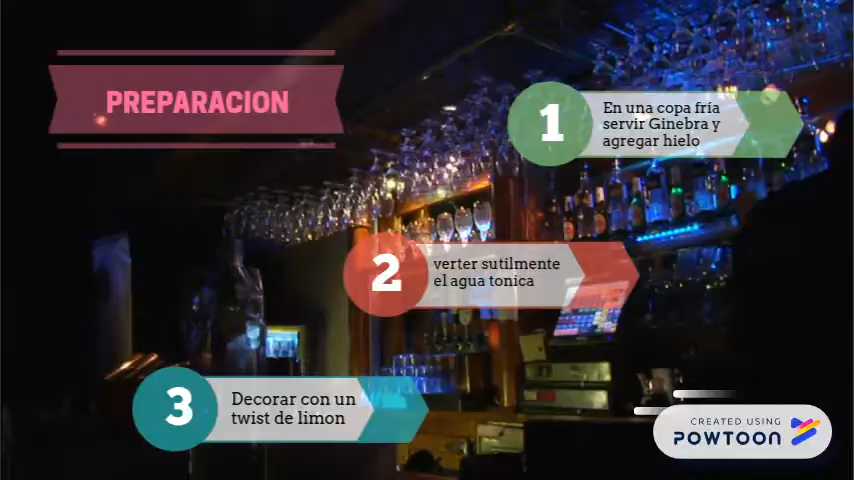 PREPARACION
1
En una copa fría
servir Ginebra y
agregar hielo
2
verter sutilmente
el agua tonica
3
Decorar con un
twist de limon
CREATED USING
POWTOON